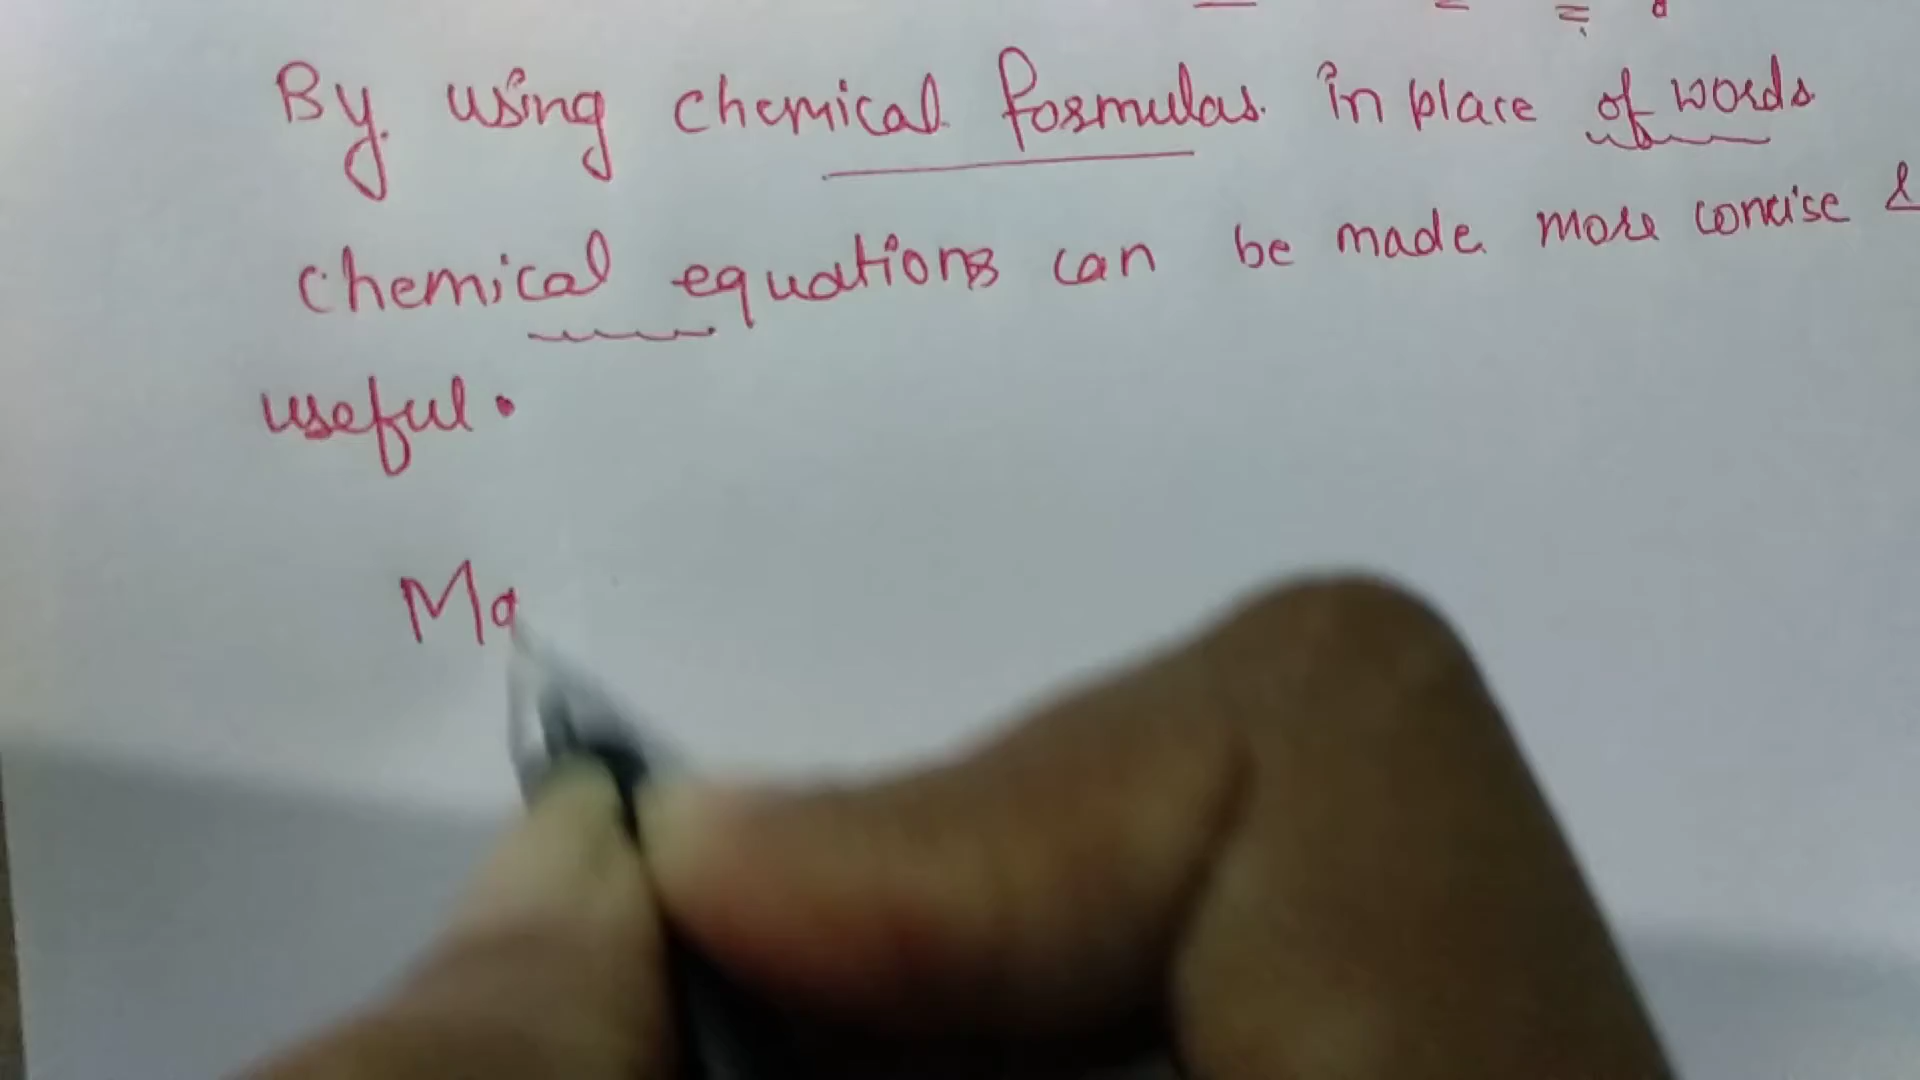 By using chemical formulas in place of words
chemical equations can be made more concise &
useful.
Ma